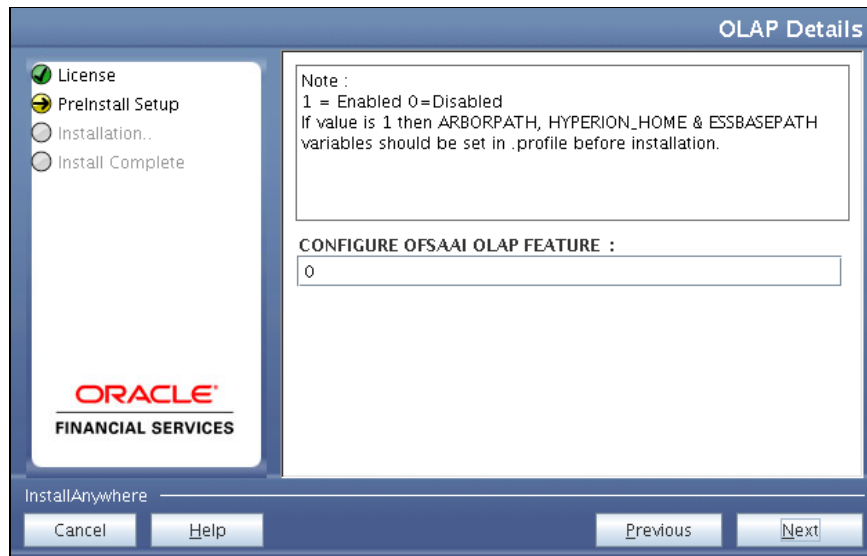 OLAP Details
License
PreInstall Setup
Installation..
Install Complete
Note :
1 = Enabled 0=Disabled
If value is 1 then ARBORPATH, HYPERION_HOME & ESSBASEPATH
variables should be set in .profile before installation.
CONFIGURE OFSAAI OLAP FEATURE :
0
ORACLE
FINANCIAL SERVICES
InstallAnywhere
Cancel
Help
Previous
Next